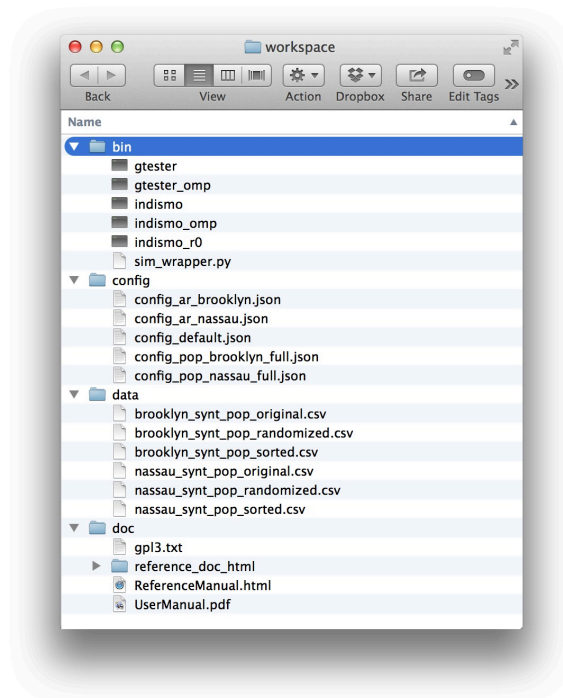 workspace
Back View Action Dropbox Share Edit Tags
Name
bin
gtester
gtester_omp
indismo
indismo_omp
indismo_r0
sim_wrapper.py
config
config_ar_brooklyn.json
config_ar_nassau.json
config_default.json
config_pop_brooklyn_full.json
config_pop_nassau_full.json
data
brooklyn_synt_pop_original.csv
brooklyn_synt_pop_randomized.csv
brooklyn_synt_pop_sorted.csv
nassau_synt_pop_original.csv
nassau_synt_pop_randomized.csv
nassau_synt_pop_sorted.csv
doc
gpl3.txt
reference_doc_html
ReferenceManual.html
UserManual.pdf